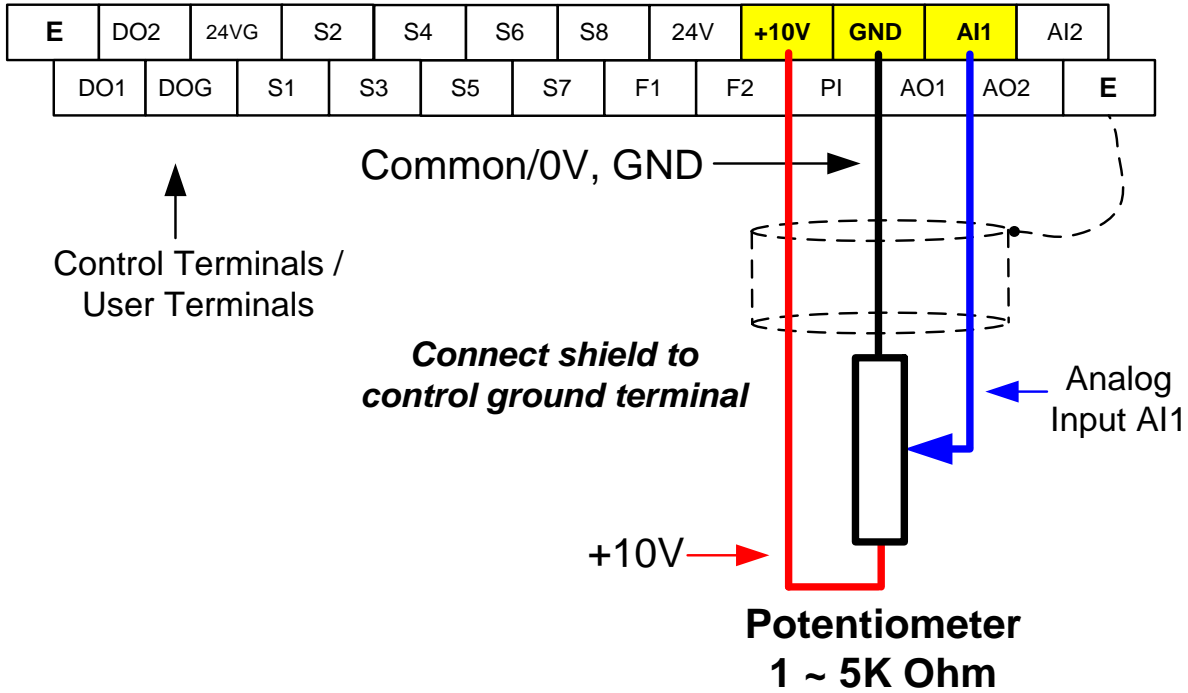 E DO2 24VG S2 S4 S6 S8 24V +10V GND AI1 AI2
DO1 DOG S1 S3 S5 S7 F1 F2 PI AO1 AO2 E
Common/0V, GND
Control Terminals /
User Terminals
Connect shield to
control ground terminal
Analog
Input AI1
+10V
Potentiometer
1 ~ 5K Ohm